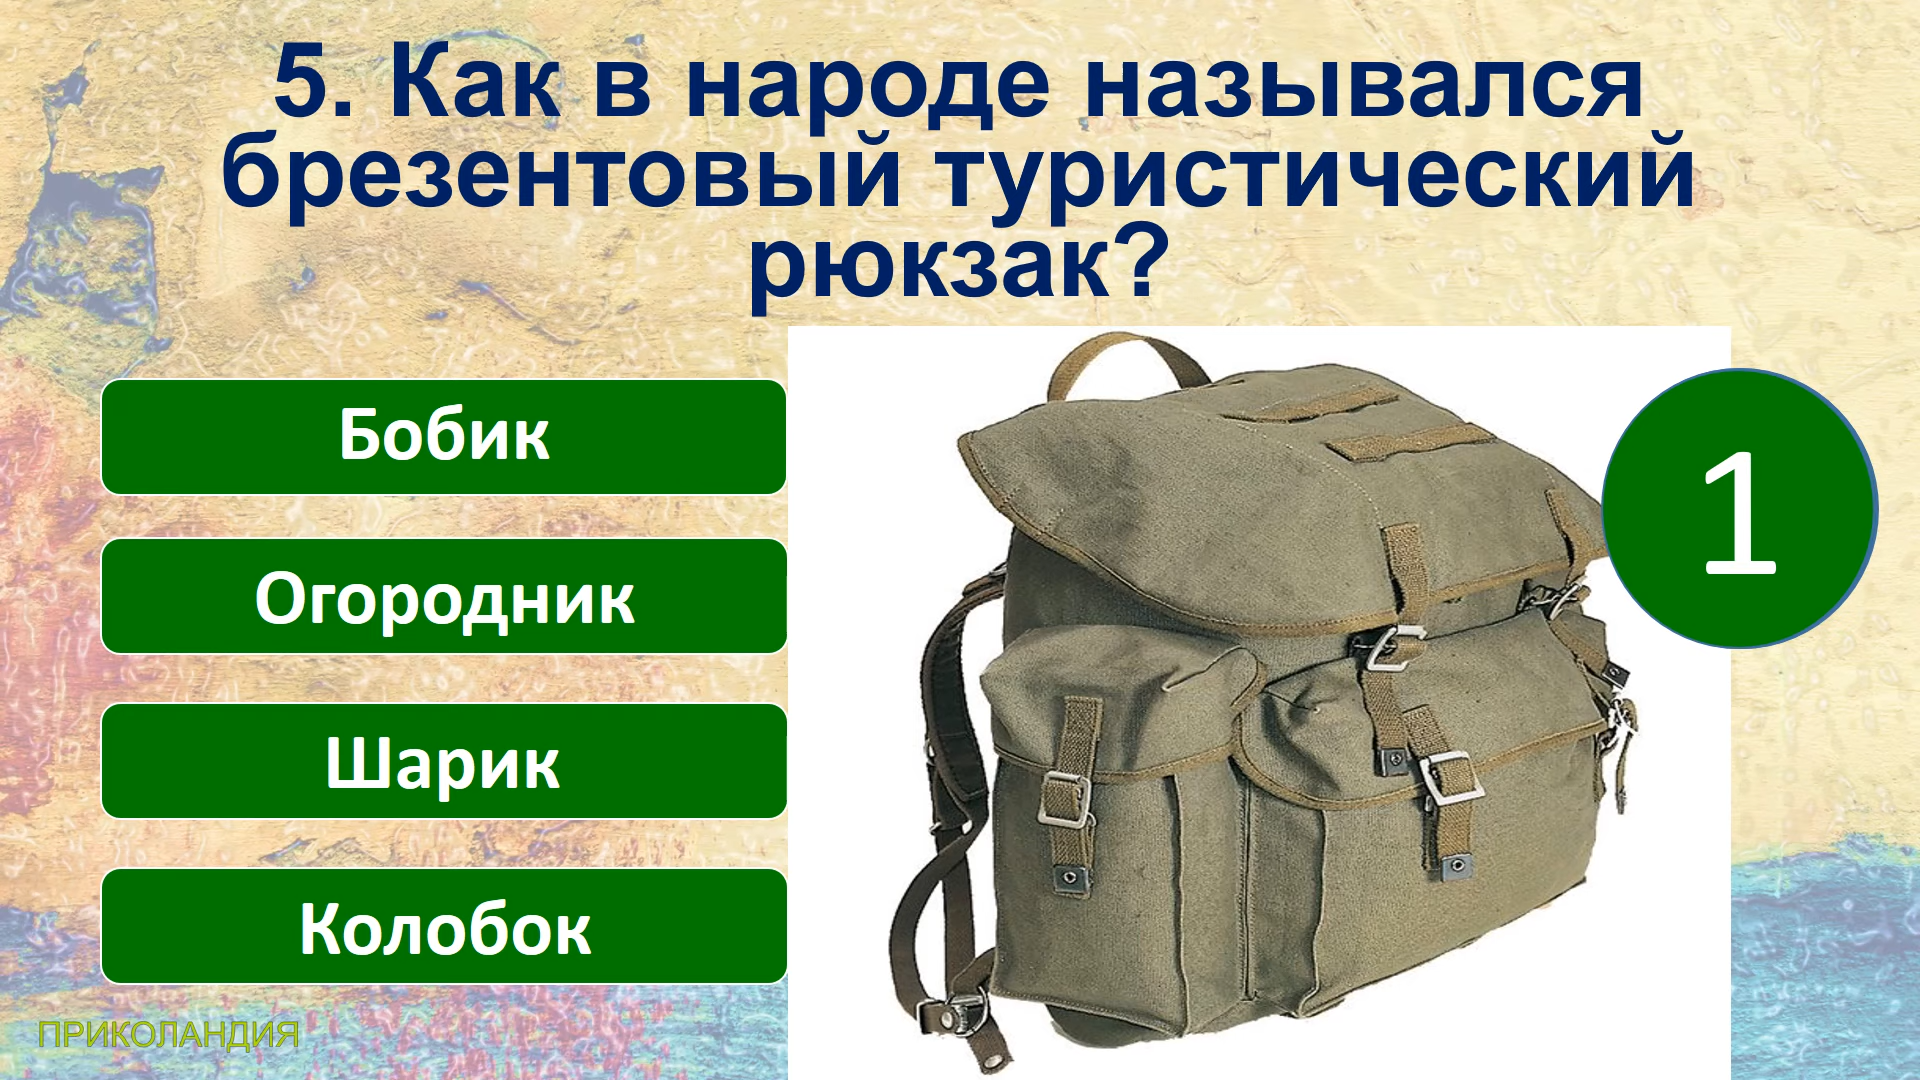 5. Как в народе назывался
брезентовый туристический
рюкзак?
Бобик
Огородник
Шарик
Колобок
1
ПРИКОЛАНДИЯ